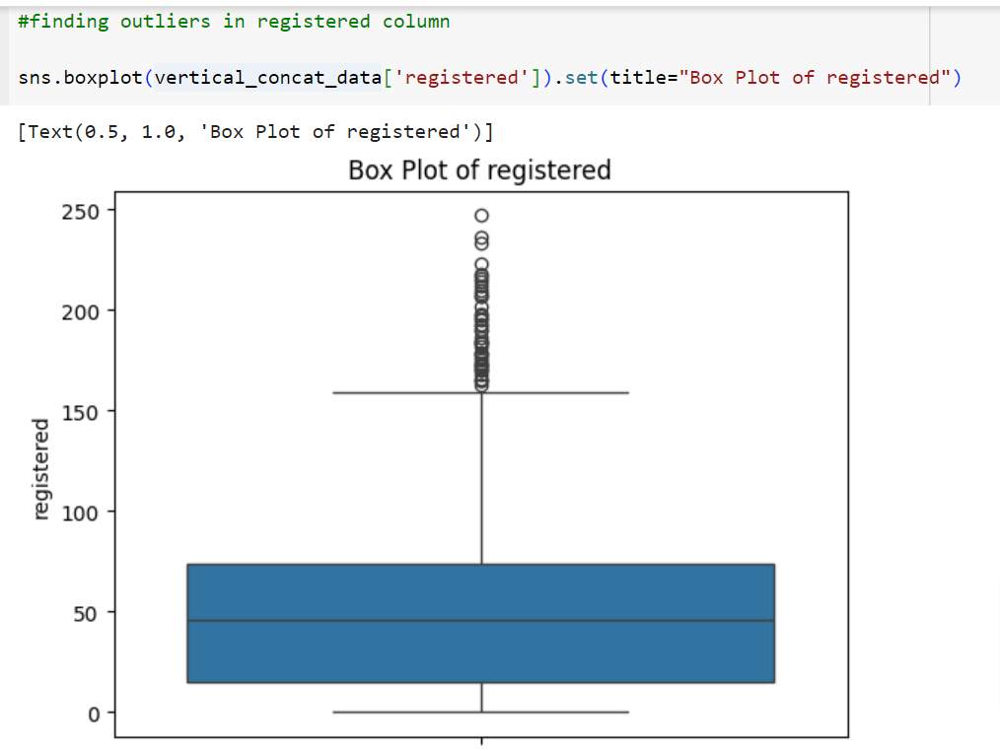 #finding outliers in registered column
sns.boxplot(vertical_concat_data['registered']).set(title="Box Plot of registered")
[Text(0.5, 1.0, 'Box Plot of registered')]
Box Plot of registered
250
200
150
100
50
0
registered